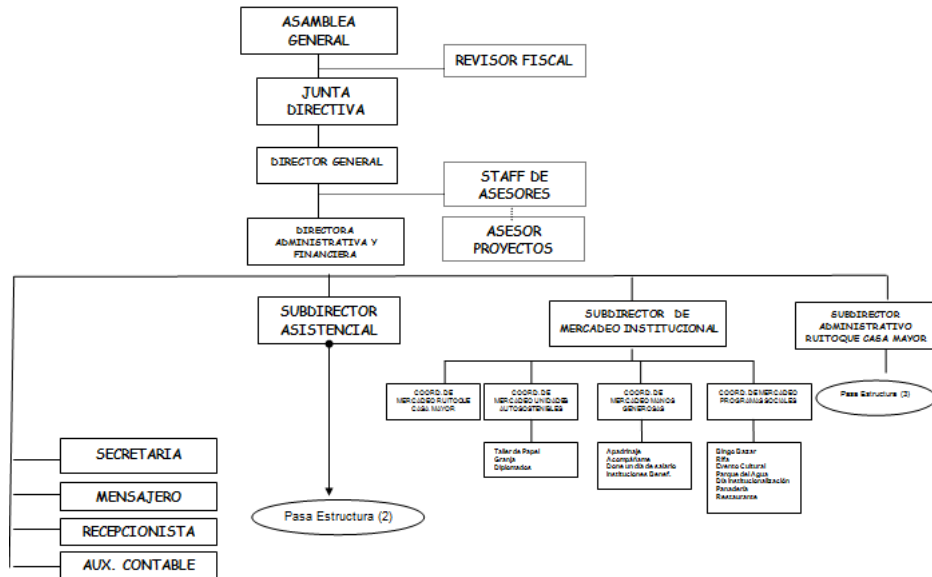 ASAMBLEA
GENERAL
REVISOR FISCAL
JUNTA
DIRECTIVA
DIRECTOR GENERAL
STAFF DE
ASESORES
DIRECTORA
ADMINISTRATIVA Y
FINANCIERA
ASESOR
PROYECTOS
SUBDIRECTOR
ASISTENCIAL
SUBDIRECTOR DE
MERCADEO INSTITUCIONAL
SUBDIRECTOR
ADMINISTRATIVO
RUITOQUE CASA MAYOR
COORD. DE
MERCADEO RUITOQUE
CASA MAYOR
COORD. DE
MERCADEO UNIDADES
AUTOSOSTENIBLES
COORD. DE
MERCADEO MANOS
GENEROSAS
COORD. DE MERCADEO
PROGRAMAS SOCIALES
Pasa Estructura (3)
Taller de Papel
Granja
Diplomados
Apadrinaje
Acompáñame
Done un día de salario
Instituciones Benef.
Bingo Bazar
Rifa
Evento Cultural
Parque del Agua
Día Institucionalización
Panadería
Restaurante
SECRETARIA
MENSAJERO
RECEPCIONISTA
AUX. CONTABLE
Pasa Estructura (2)